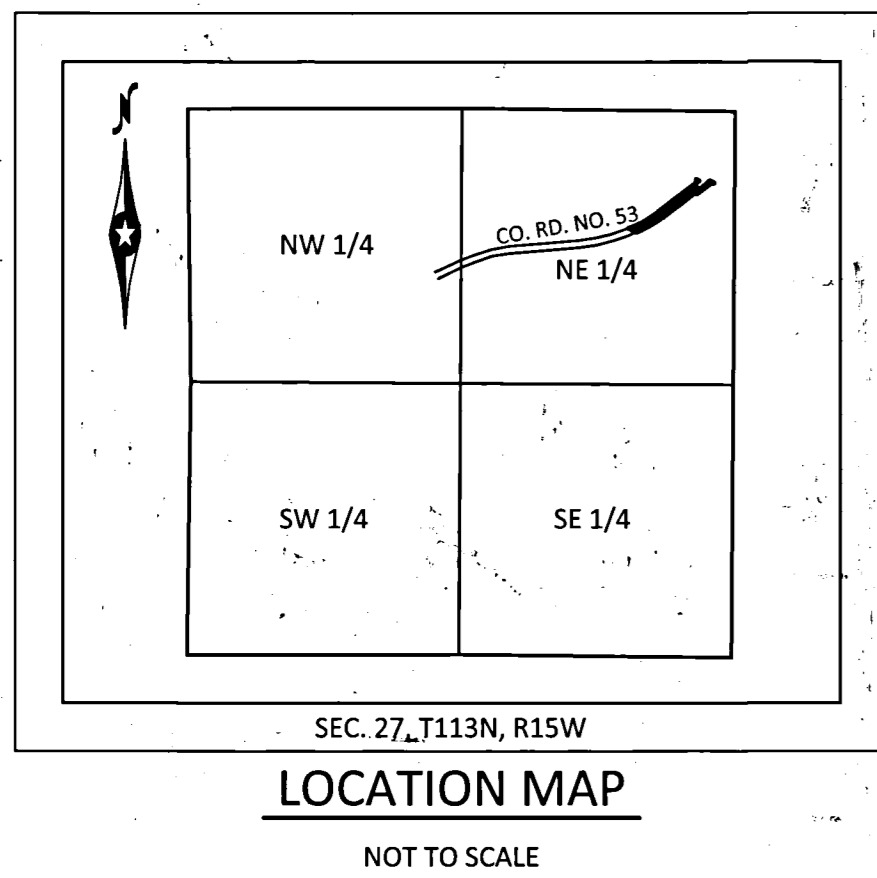 N
NW 1/4
CO. RD. NO. 53
NE 1/4
SW 1/4
SE 1/4
SEC. 27, T113N, R15W
LOCATION MAP
NOT TO SCALE